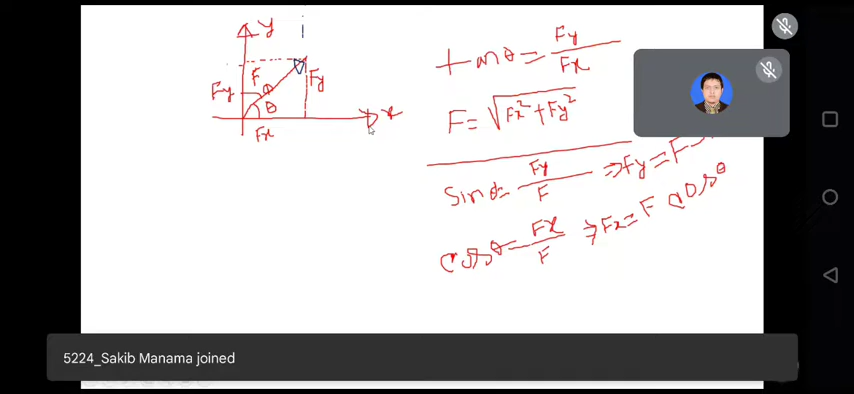 y
F
Fy
Fy
θ
Fx
x
tanθ = Fy/Fx
F = √Fx² + Fy²
Sinθ = Fy/F ⇒ Fy = F
cosθ = Fx/F ⇒ Fx = F cosθ
5224_Sakib Manama joined